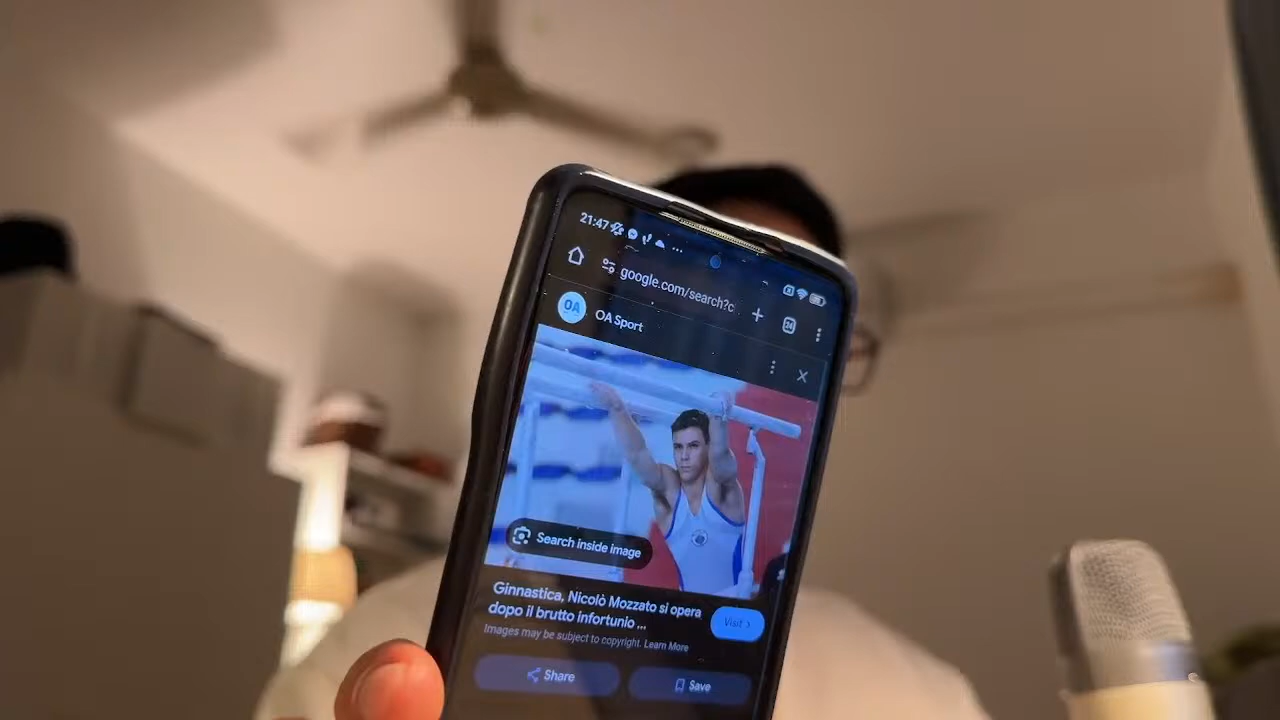 21:47
google.com/search?c
34
OA
OA Sport
Search inside image
Ginnastica, Nicolò Mozzato si opera
dopo il brutto infortunio ...
Visit >
Images may be subject to copyright. Learn More
Share
Save